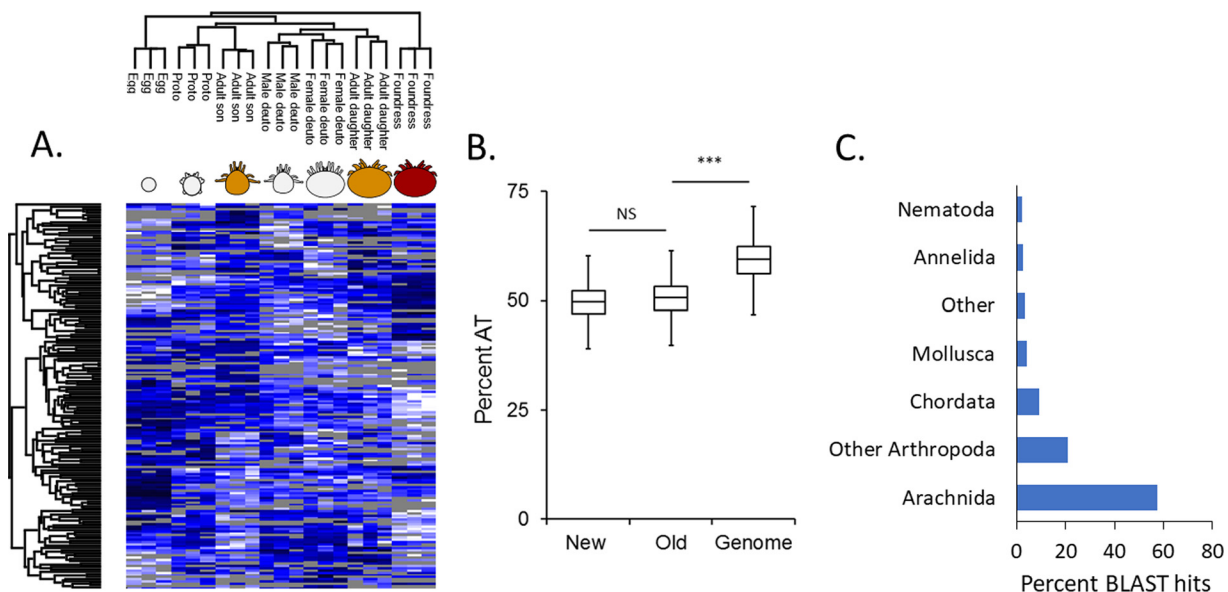 Egg
Egg
Egg
Proto
Proto
Proto
Adult son
Adult son
Adult son
Male deuto
Male deuto
Male deuto
Female deuto
Female deuto
Female deuto
Adult daughter
Adult daughter
Adult daughter
Foundress
Foundress
Foundress
A.
B.
***
NS
Percent AT
75
50
25
0
New Old Genome
C.
Nematoda
Annelida
Other
Mollusca
Chordata
Other Arthropoda
Arachnida
0 20 40 60 80
Percent BLAST hits